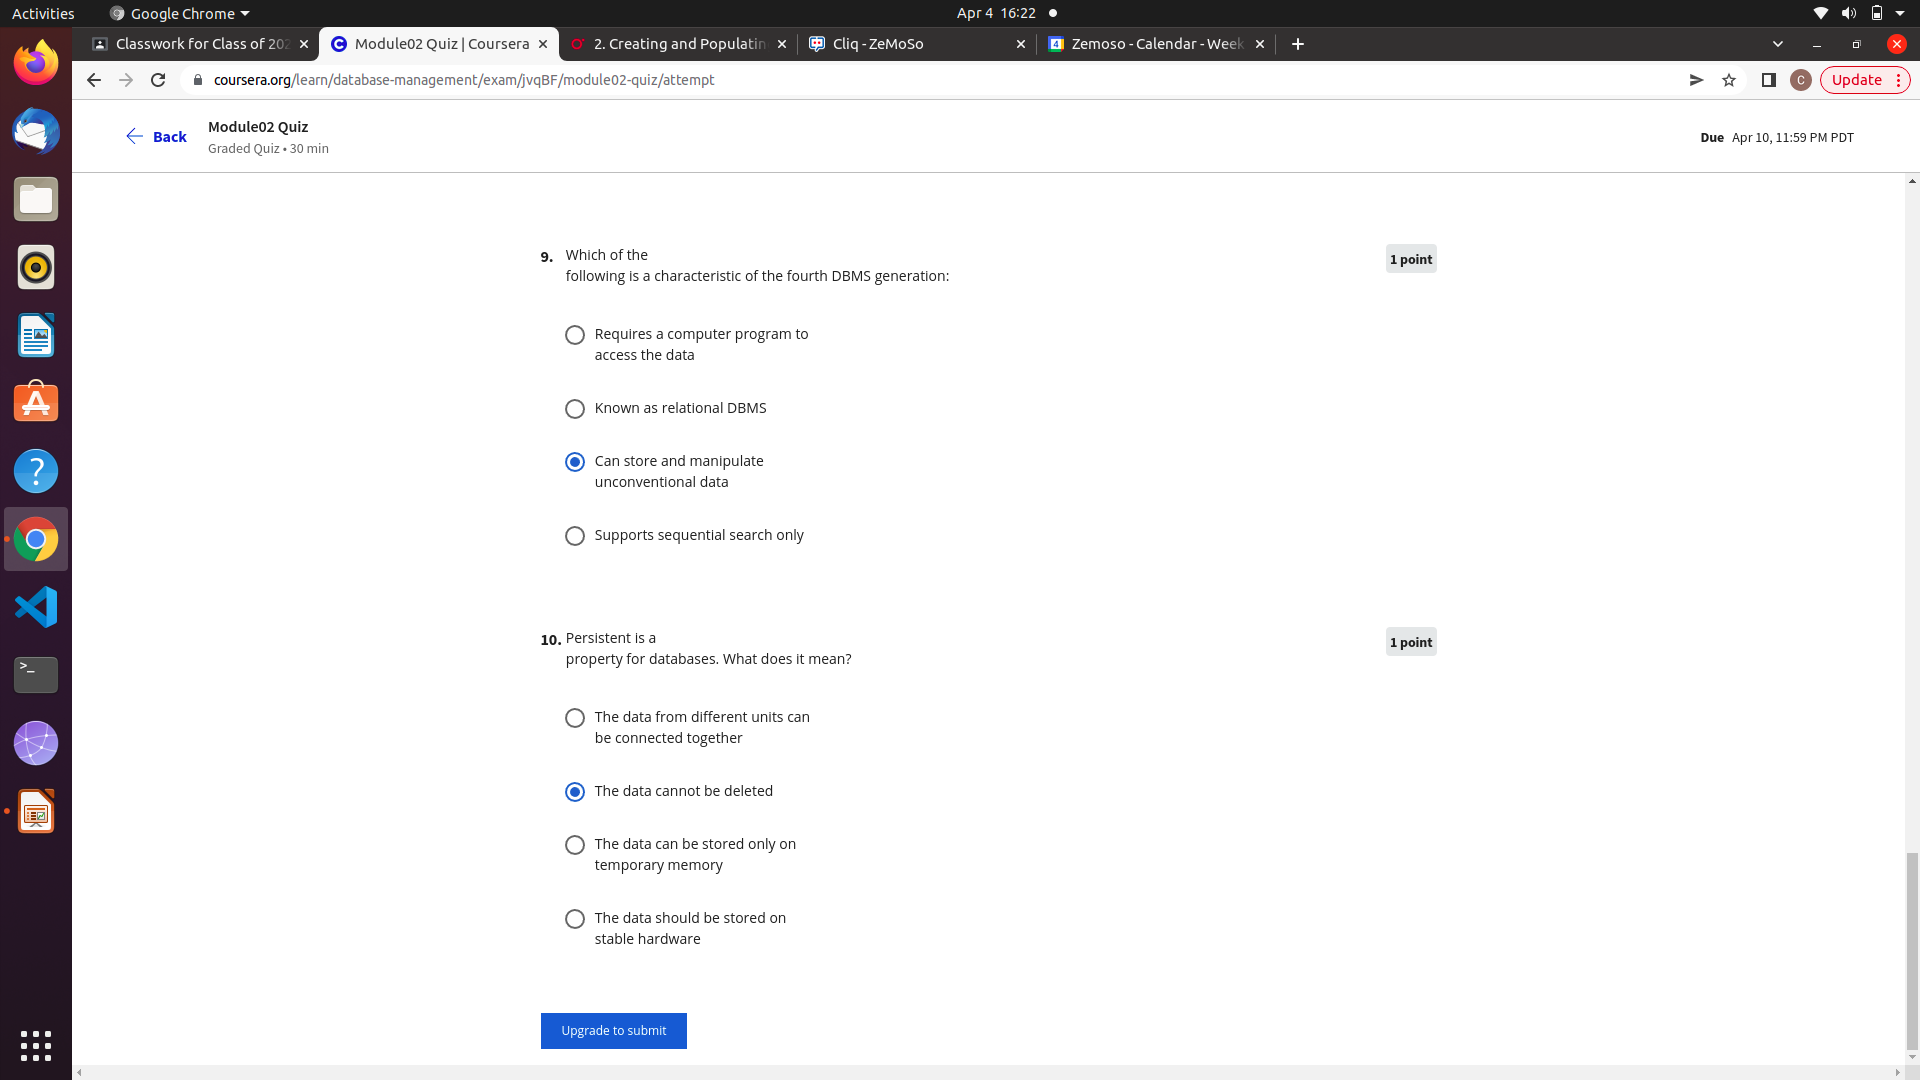 Activities
Google Chrome
Apr 4 16:22
Classwork for Class of 202
Module02 Quiz | Coursera
2. Creating and Populatin
Cliq - ZeMoSo
4
Zemoso - Calendar - Week
coursera.org/learn/database-management/exam/jvqBF/module02-quiz/attempt
C
Update
Back
Module02 Quiz
Graded Quiz • 30 min
Due Apr 10, 11:59 PM PDT
9. Which of the
following is a characteristic of the fourth DBMS generation:
1 point
Requires a computer program to
access the data
Known as relational DBMS
Can store and manipulate
unconventional data
Supports sequential search only
10. Persistent is a
property for databases. What does it mean?
1 point
The data from different units can
be connected together
The data cannot be deleted
The data can be stored only on
temporary memory
The data should be stored on
stable hardware
Upgrade to submit